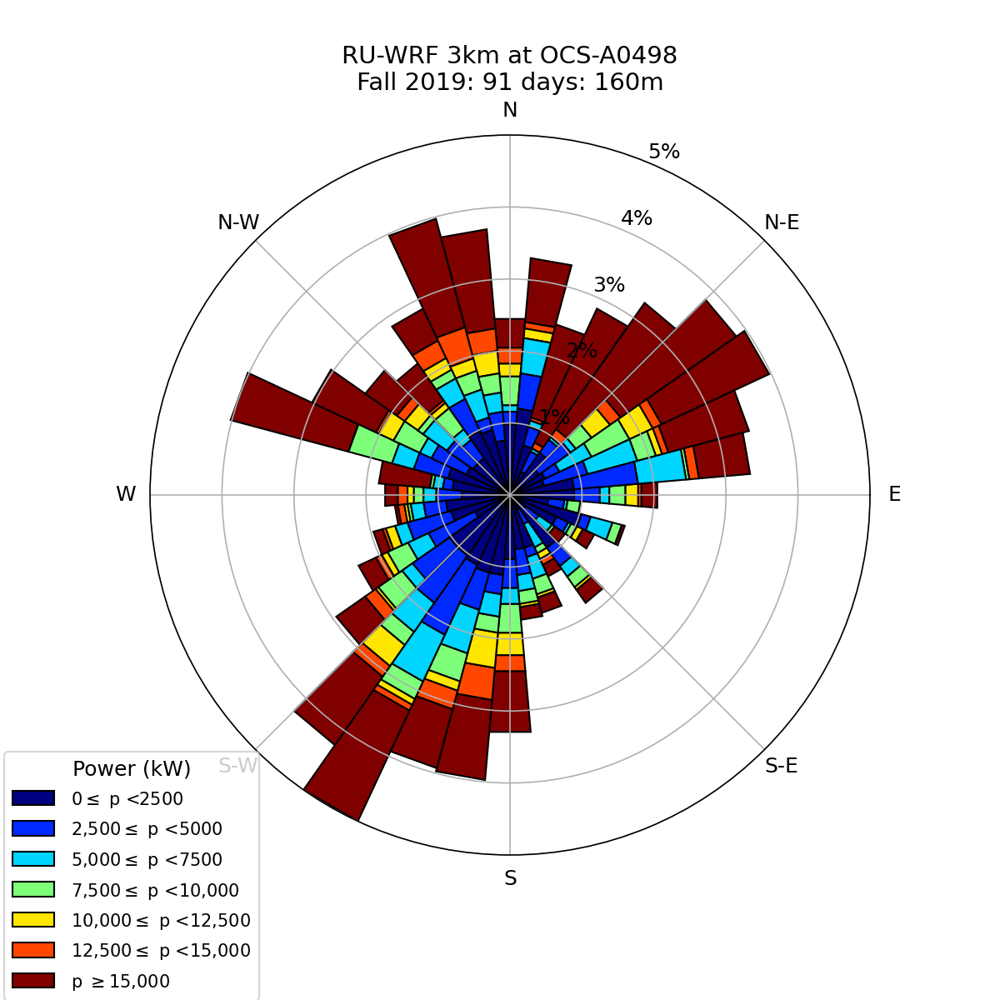 RU-WRF 3km at OCS-A0498
Fall 2019: 91 days: 160m
N
5%
4%
N-W
N-E
3%
2%
1%
W
E
S-W
S-E
S
Power (kW)
0≤ p <2500
2,500≤ p <5000
5,000≤ p <7500
7,500≤ p <10,000
10,000≤ p <12,500
12,500≤ p <15,000
p ≥15,000